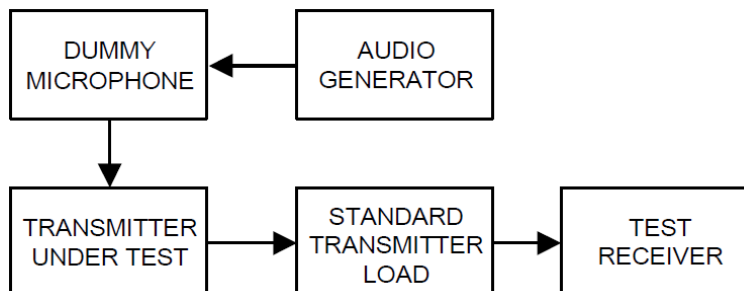 DUMMY
MICROPHONE
AUDIO
GENERATOR
TRANSMITTER
UNDER TEST
STANDARD
TRANSMITTER
LOAD
TEST
RECEIVER